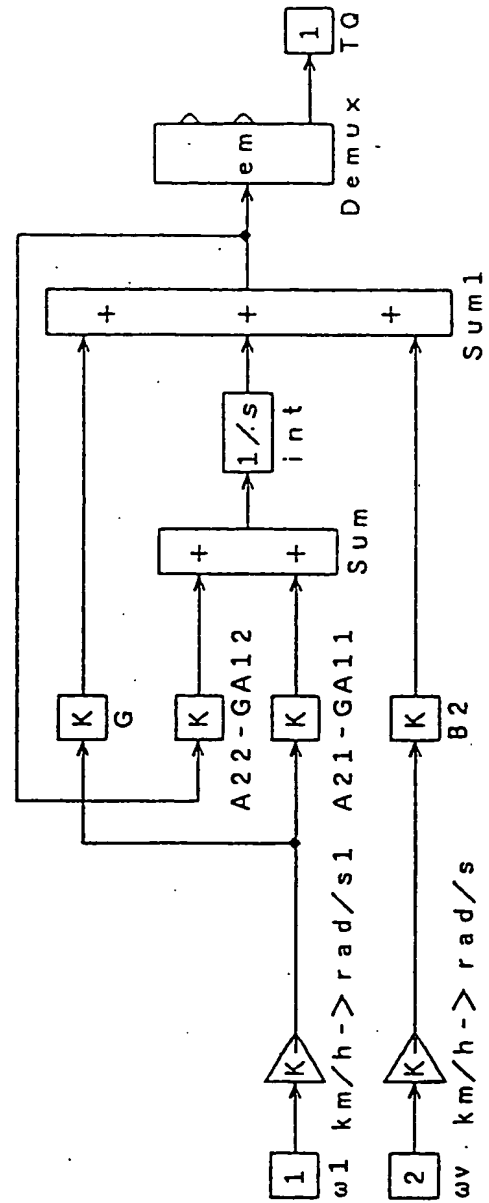 1
ω1
K
km/h->rad/s1
2
ωv
K
km/h->rad/s
K
G
K
A22-GA12
K
A21-GA11
K
B2
+
+
Sum
1/s
int
+
+
+
Sum1
em
Demux
1
TQ